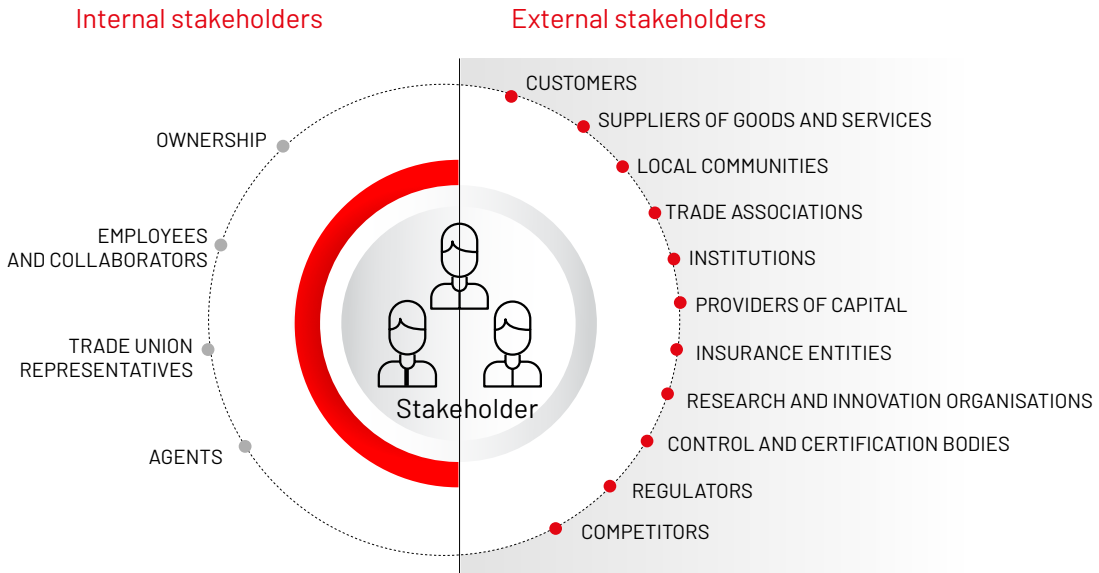 Internal stakeholders
External stakeholders
OWNERSHIP
EMPLOYEES
AND COLLABORATORS
TRADE UNION
REPRESENTATIVES
AGENTS
Stakeholder
CUSTOMERS
SUPPLIERS OF GOODS AND SERVICES
LOCAL COMMUNITIES
TRADE ASSOCIATIONS
INSTITUTIONS
PROVIDERS OF CAPITAL
INSURANCE ENTITIES
RESEARCH AND INNOVATION ORGANISATIONS
CONTROL AND CERTIFICATION BODIES
REGULATORS
COMPETITORS